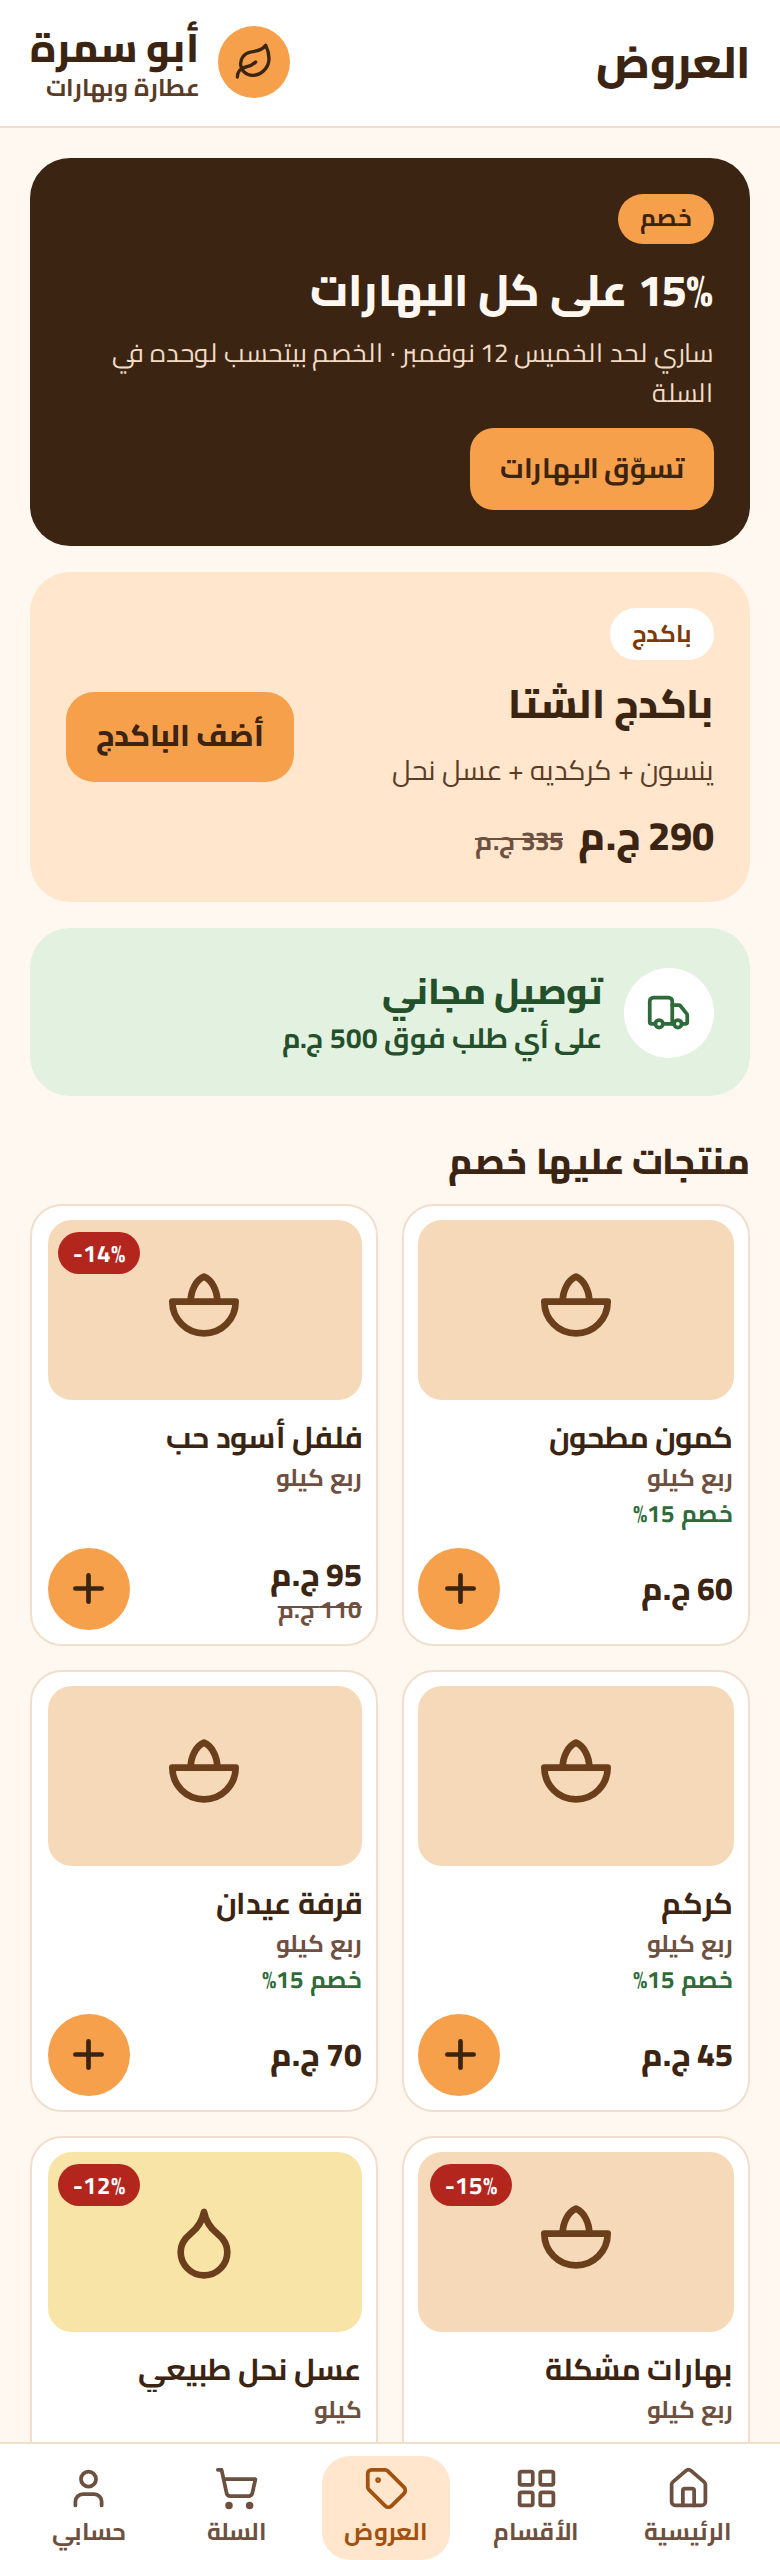 العروض
أبو سمرة
عطارة وبهارات
خصم
15% على كل البهارات
ساري لحد الخميس 12 نوفمبر · الخصم بيتحسب لوحده في
السلة
تسوّق البهارات
باكدج
باكدج الشتا
ينسون + كركديه + عسل نحل
290 ج.م 335 ج.م
أضف الباكدج
توصيل مجاني
على أي طلب فوق 500 ج.م
منتجات عليها خصم
كمون مطحون
ربع كيلو
خصم 15%
60 ج.م
-14%
فلفل أسود حب
ربع كيلو
95 ج.م
110 ج.م
كركم
ربع كيلو
خصم 15%
45 ج.م
قرفة عيدان
ربع كيلو
خصم 15%
70 ج.م
-15%
بهارات مشكلة
ربع كيلو
-12%
عسل نحل طبيعي
كيلو
الرئيسية
الأقسام
العروض
السلة
حسابي